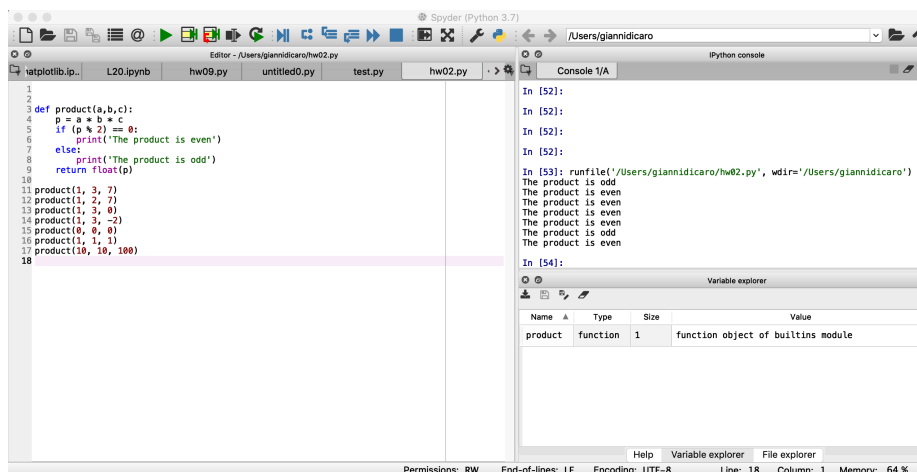 Spyder (Python 3.7)
/Users/giannidicaro
Editor - /Users/giannidicaro/hw02.py
IPython console
L20.ipynb hw09.py untitled0.py test.py hw02.py
Console 1/A
1
2
3 def product(a,b,c):
4 p = a * b * c
5 if (p % 2) == 0:
6 print('The product is even')
7 else:
8 print('The product is odd')
9 return float(p)
10
11 product(1, 3, 7)
12 product(1, 2, 7)
13 product(1, 3, 0)
14 product(1, 3, -2)
15 product(0, 0, 0)
16 product(1, 1, 1)
17 product(10, 10, 100)
18
In [52]:
In [52]:
In [52]:
In [52]:
In [53]: runfile('/Users/giannidicaro/hw02.py', wdir='/Users/giannidicaro')
The product is odd
The product is even
The product is even
The product is even
The product is even
The product is odd
The product is even
In [54]:
Variable explorer
Name Type Size Value
product function 1 function object of builtins module
Help Variable explorer File explorer
Permissions: RW End-of-lines: LF Encoding: UTF-8 Line: 18 Column: 1 Memory: 64 %